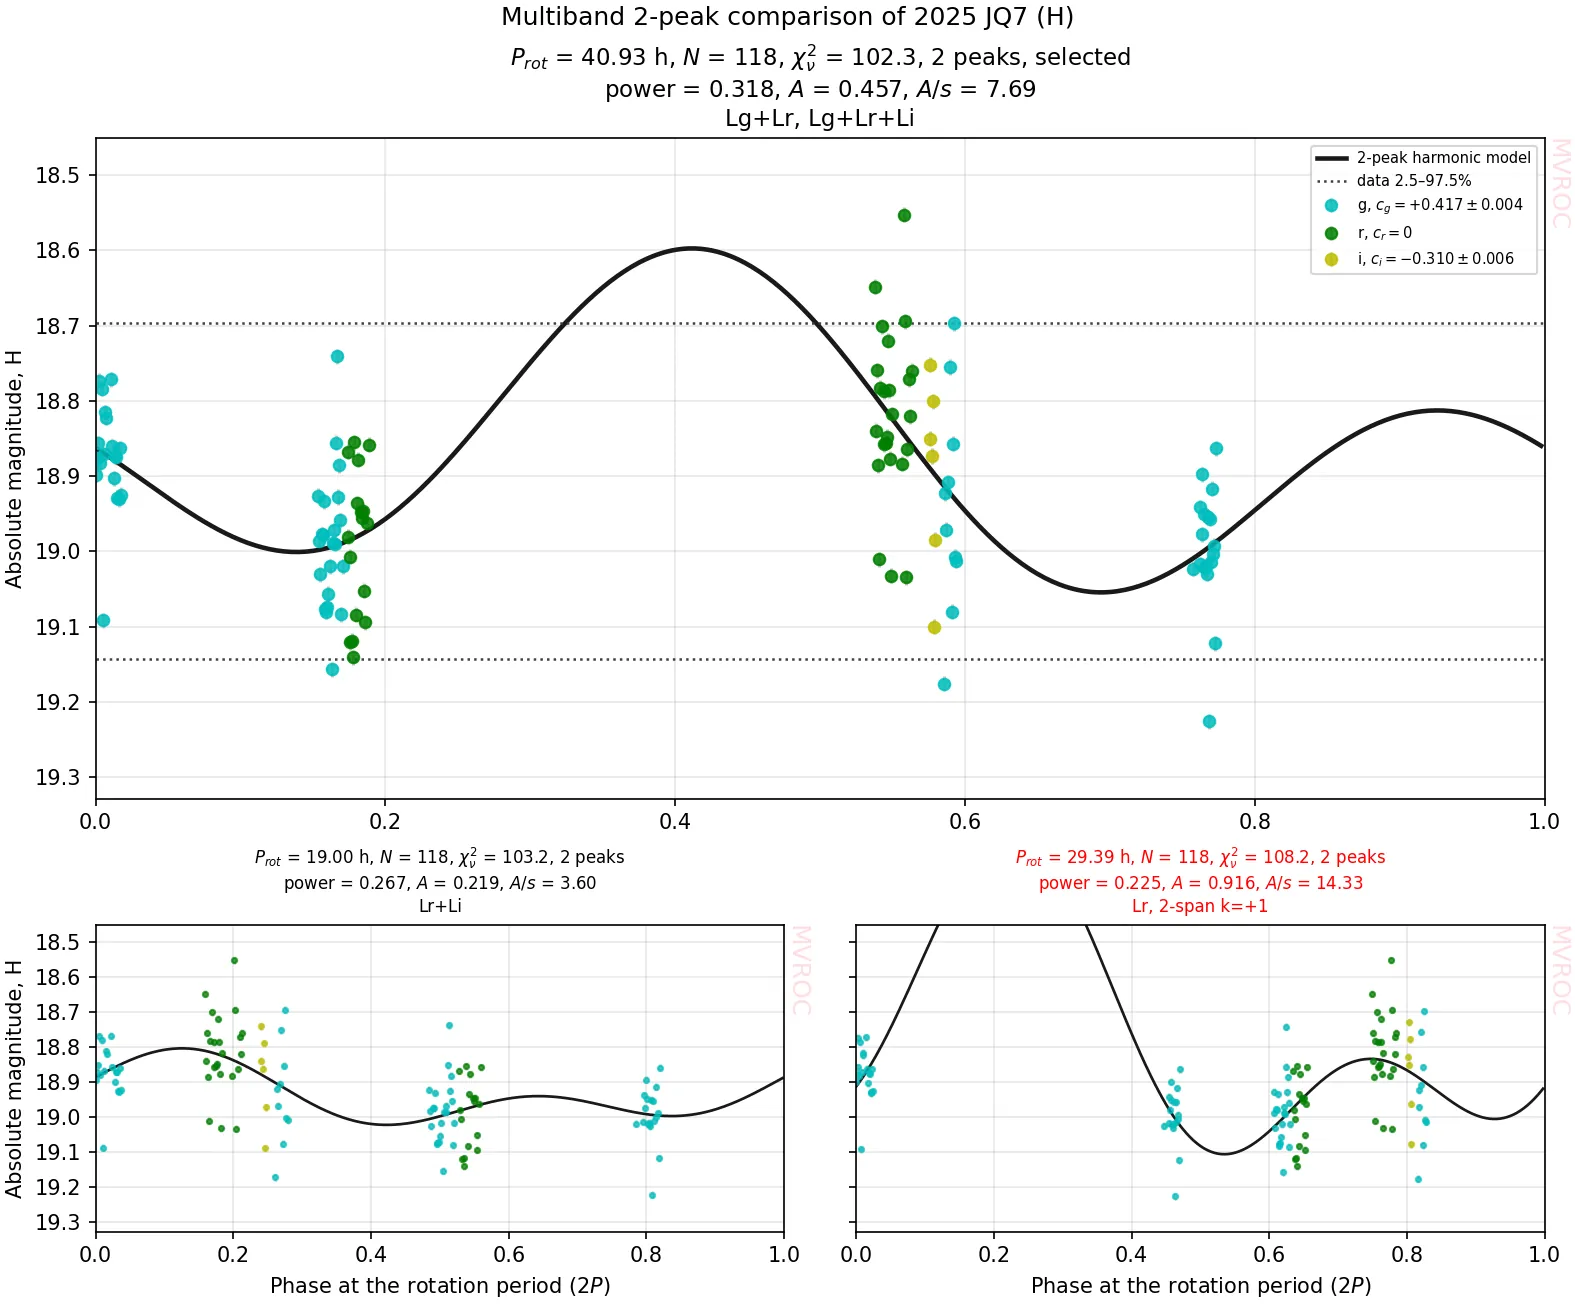 Multiband 2-peak comparison of 2025 JQ7 (H)
P_rot = 40.93 h, N = 118, χ²_ν = 102.3, 2 peaks, selected
power = 0.318, A = 0.457, A/s = 7.69
Lg+Lr, Lg+Lr+Li
2-peak harmonic model
data 2.5–97.5%
g, c_g = +0.417 ± 0.004
r, c_r = 0
i, c_i = −0.310 ± 0.006
MVROC
Absolute magnitude, H
18.5
18.6
18.7
18.8
18.9
19.0
19.1
19.2
19.3
0.0 0.2 0.4 0.6 0.8 1.0
P_rot = 19.00 h, N = 118, χ²_ν = 103.2, 2 peaks
power = 0.267, A = 0.219, A/s = 3.60
Lr+Li
MVROC
Absolute magnitude, H
18.5
18.6
18.7
18.8
18.9
19.0
19.1
19.2
19.3
0.0 0.2 0.4 0.6 0.8 1.0
Phase at the rotation period (2P)
P_rot = 29.39 h, N = 118, χ²_ν = 108.2, 2 peaks
power = 0.225, A = 0.916, A/s = 14.33
Lr, 2-span k=+1
MVROC
0.0 0.2 0.4 0.6 0.8 1.0
Phase at the rotation period (2P)